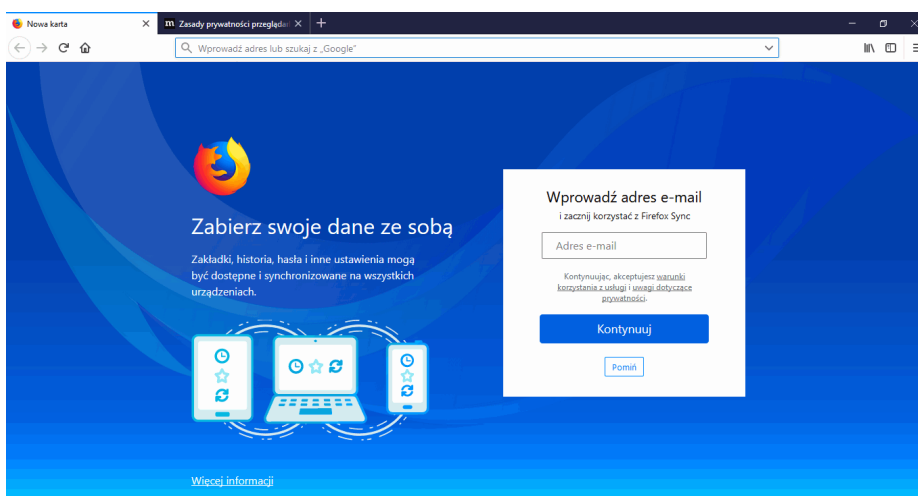 Nowa karta
m Zasady prywatności przegląda
Wprowadź adres lub szukaj z „Google”
Zabierz swoje dane ze sobą
Zakładki, historia, hasła i inne ustawienia mogą
być dostępne i synchronizowane na wszystkich
urządzeniach.
Więcej informacji
Wprowadź adres e-mail
i zacznij korzystać z Firefox Sync
Adres e-mail
Kontynuując, akceptujesz warunki
korzystania z usługi i uwagi dotyczące
prywatności.
Kontynuuj
Pomiń